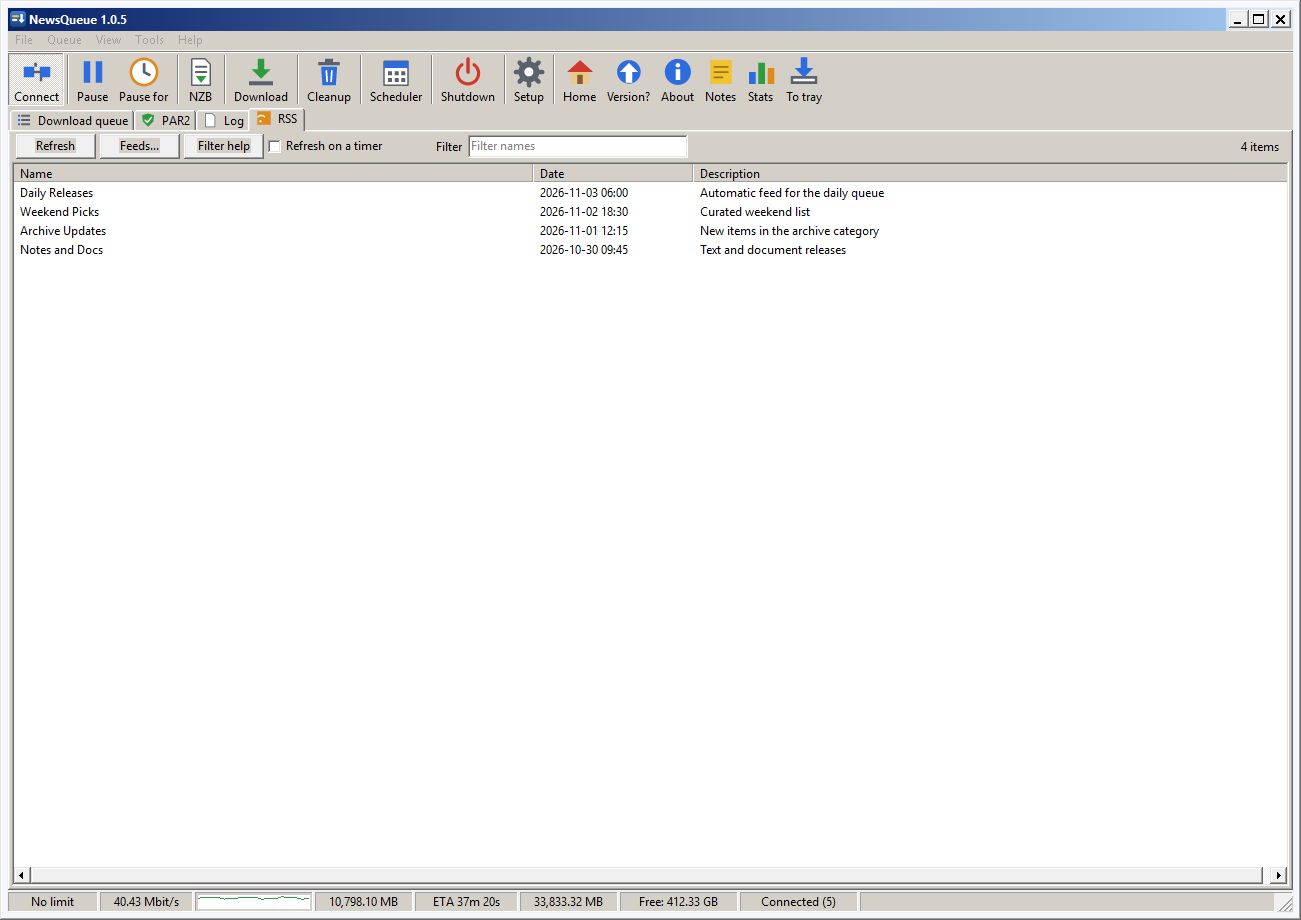 NewsQueue 1.0.5
File Queue View Tools Help
Connect Pause Pause for NZB Download Cleanup Scheduler Shutdown Setup Home Version? About Notes Stats To tray
Download queue PAR2 Log RSS
Refresh Feeds... Filter help Refresh on a timer Filter Filter names 4 items
Name Date Description
Daily Releases 2026-11-03 06:00 Automatic feed for the daily queue
Weekend Picks 2026-11-02 18:30 Curated weekend list
Archive Updates 2026-11-01 12:15 New items in the archive category
Notes and Docs 2026-10-30 09:45 Text and document releases
No limit 40.43 Mbit/s 10,798.10 MB ETA 37m 20s 33,833.32 MB Free: 412.33 GB Connected (5)